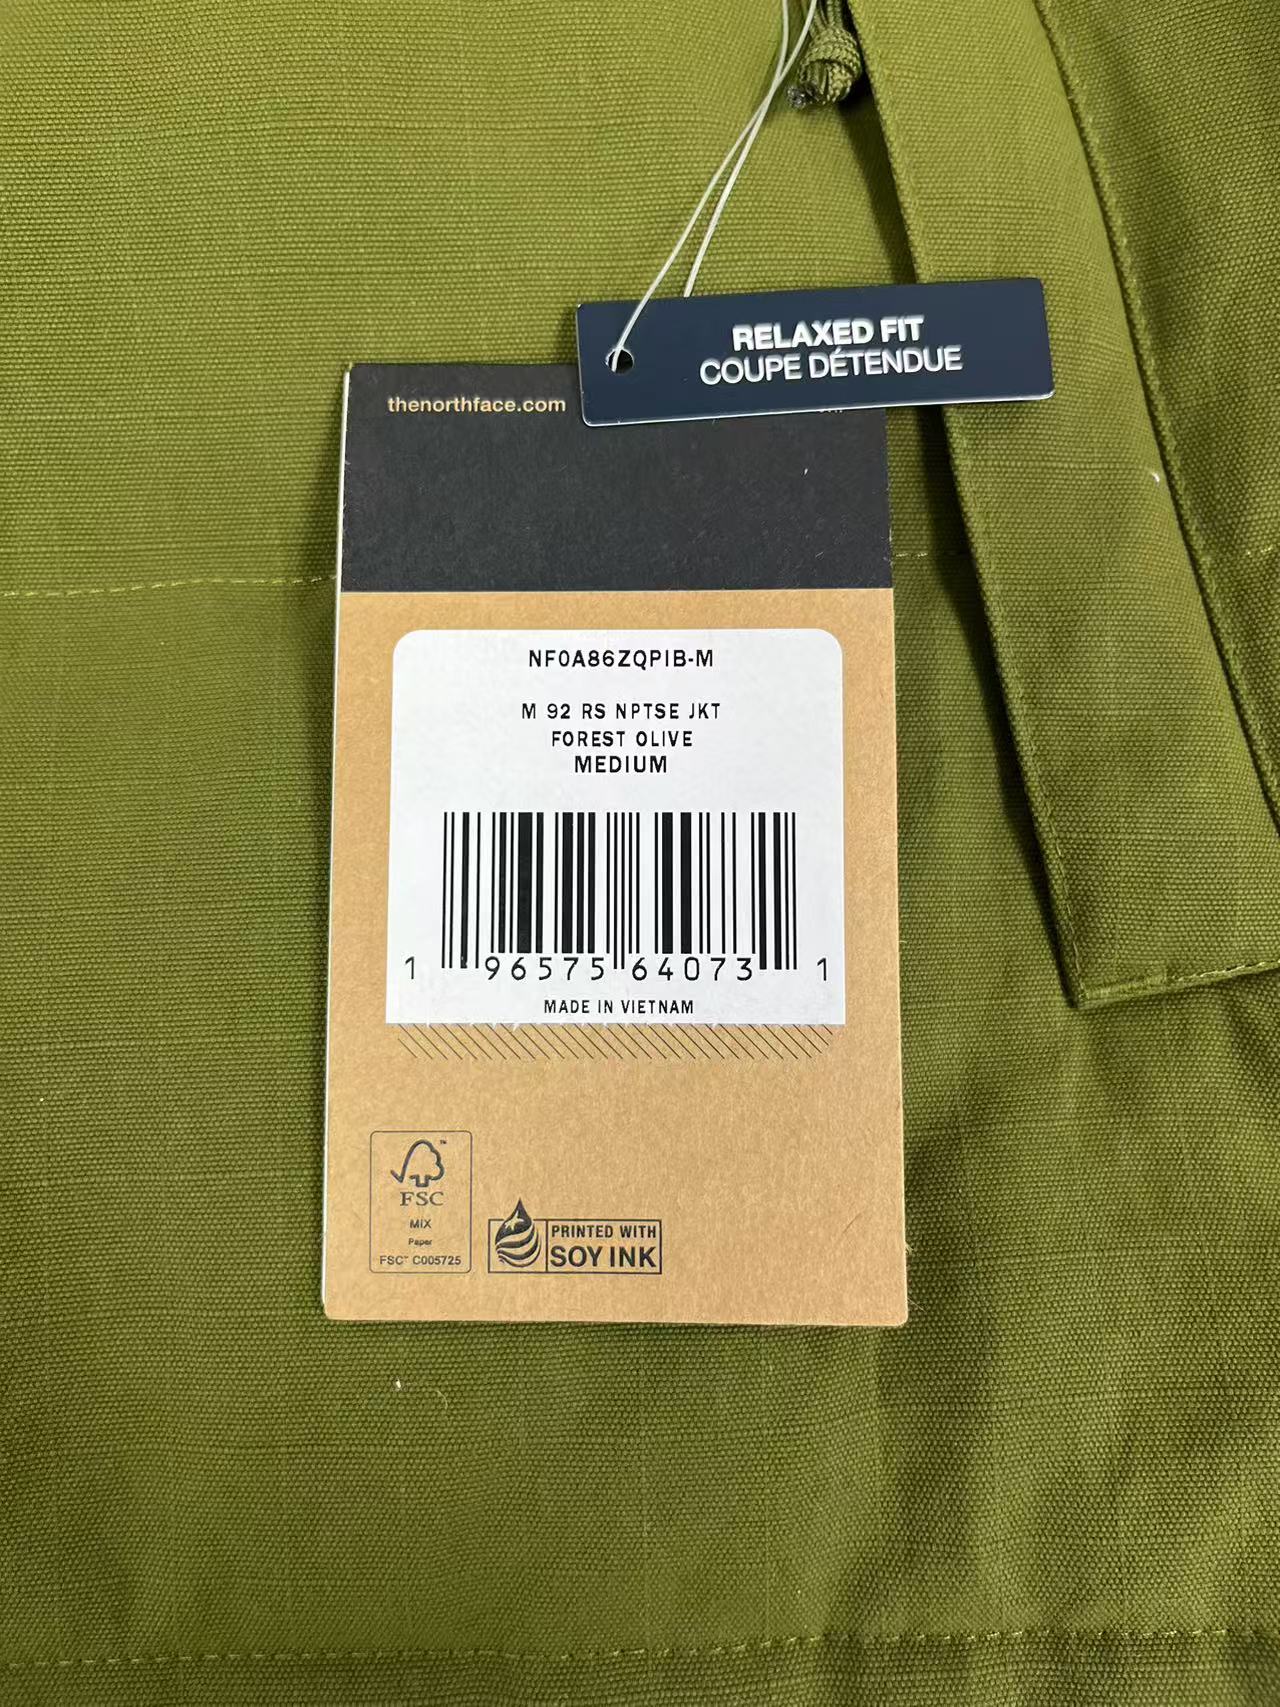 RELAXED FIT
COUPE DÉTENDUE
thenorthface.com
NF0A86ZQPIB-M
M 92 RS NPTSE JKT
FOREST OLIVE
MEDIUM
1 96575 64073 1
MADE IN VIETNAM
FSC
MIX
Paper
FSC™ C005725
PRINTED WITH
SOY INK